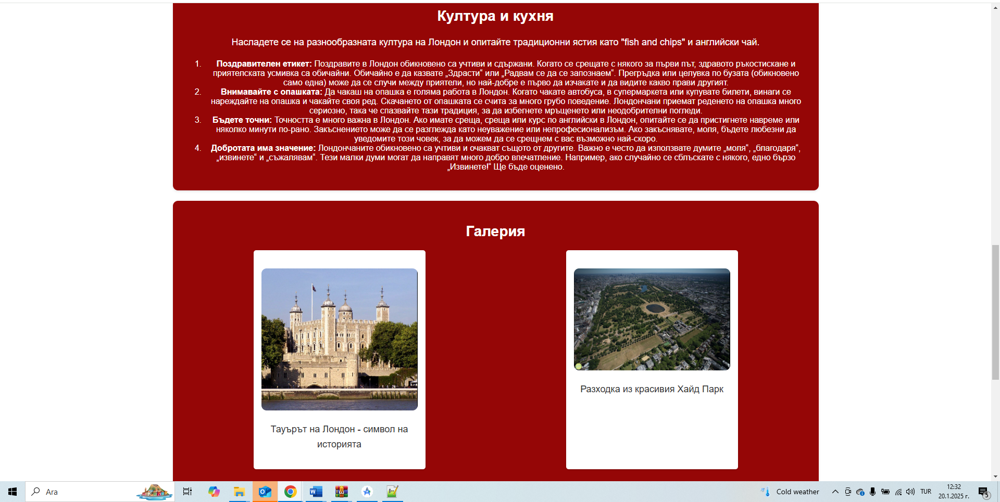 Култура и кухня
Насладете се на разнообразната култура на Лондон и опитайте традиционни ястия като "fish and chips" и английски чай.
1. Поздравителен етикет: Поздравите в Лондон обикновено са учтиви и сдържани. Когато се срещате с някого за първи път, здравото ръкостискане и
приятелската усмивка са обичайни. Обичайно е да казвате „Здрасти“ или „Радвам се да се запознаем“. Прегръдка или целувка по бузата (обикновено
само една) може да се случи между приятели, но най-добре е първо да изчакате и да видите какво прави другият.
2. Внимавайте с опашката: Да чакаш на опашка е голяма работа в Лондон. Когато чакате автобуса, в супермаркета или купувате билети, винаги се
нареждайте на опашка и чакайте своя ред. Скачането от опашката се счита за много грубо поведение. Лондончани приемат реденето на опашка много
сериозно, така че спазвайте тази традиция, за да избегнете мръщенето или неодобрителни погледи.
3. Бъдете точни: Точността е много важна в Лондон. Ако имате среща, среща или курс по английски в Лондон, опитайте се да пристигнете навреме или
няколко минути по-рано. Закъснението може да се разглежда като неуважение или непрофесионализъм. Ако закъснявате, моля, бъдете любезни да
уведомите този човек, за да можем да се срещнем с вас възможно най-скоро.
4. Добротата има значение: Лондончаните обикновено са учтиви и очакват същото от другите. Важно е често да използвате думите „моля“, „благодаря“,
„извинете“ и „съжалявам“. Тези малки думи могат да направят много добро впечатление. Например, ако случайно се сблъскате с някого, едно бързо
„Извинете!“ Ще бъде оценено.
Галерия
Разходка из красивия Хайд Парк
Тауърът на Лондон - символ на
историята
Ara
Cold weather
TUR
12:32
20.1.2025 г.
5